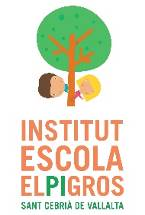 INSTITUT
ESCOLA
ELPIGROS
SANT CEBRIÀ DE VALLALTA